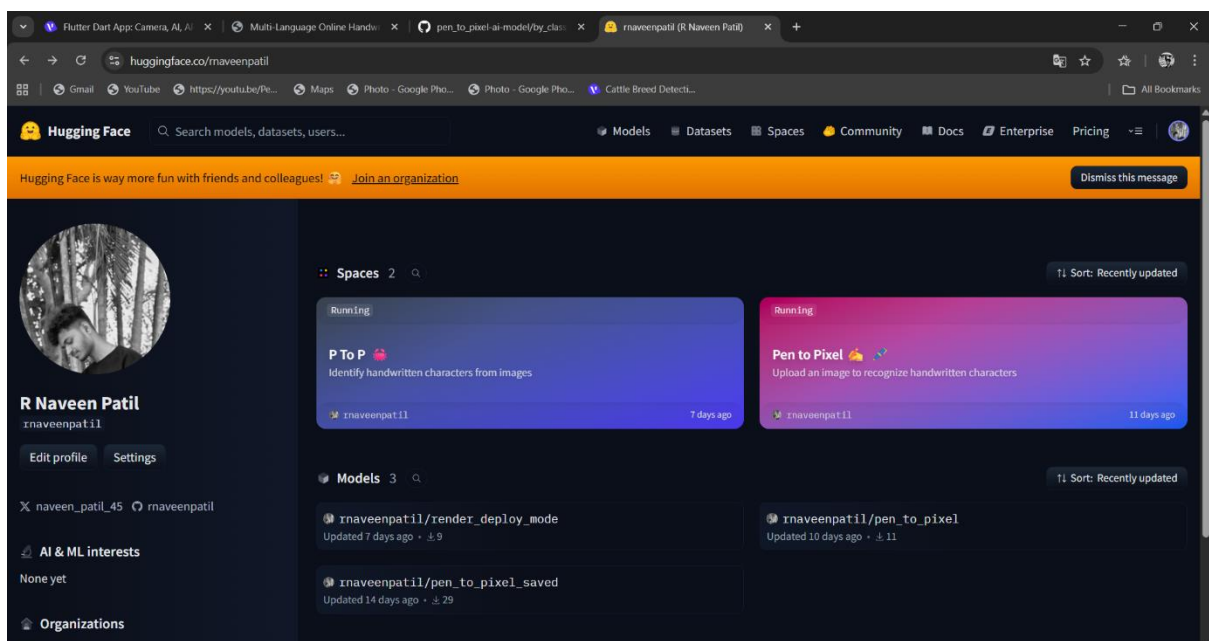 Flutter Dart App: Camera, AI, AI
Multi-Language Online Handw
pen_to_pixel-ai-model/by_class
rnaveenpatil (R Naveen Patil)
huggingface.co/rnaveenpatil
Gmail YouTube https://youtu.be/Pe... Maps Photo - Google Pho... Photo - Google Pho... Cattle Breed Detecti... All Bookmarks
Hugging Face Search models, datasets, users... Models Datasets Spaces Community Docs Enterprise Pricing
Hugging Face is way more fun with friends and colleagues! 🤗 Join an organization Dismiss this message
R Naveen Patil
rnaveenpatil
Edit profile Settings
naveen_patil_45 rnaveenpatil
AI & ML interests
None yet
Organizations
Spaces 2 Sort: Recently updated
Running
P To P
Identify handwritten characters from images
rnaveenpatil 7 days ago
Running
Pen to Pixel ✍️
Upload an image to recognize handwritten characters
rnaveenpatil 11 days ago
Models 3 Sort: Recently updated
rnaveenpatil/render_deploy_mode
Updated 7 days ago • 9
rnaveenpatil/pen_to_pixel
Updated 10 days ago • 11
rnaveenpatil/pen_to_pixel_saved
Updated 14 days ago • 29